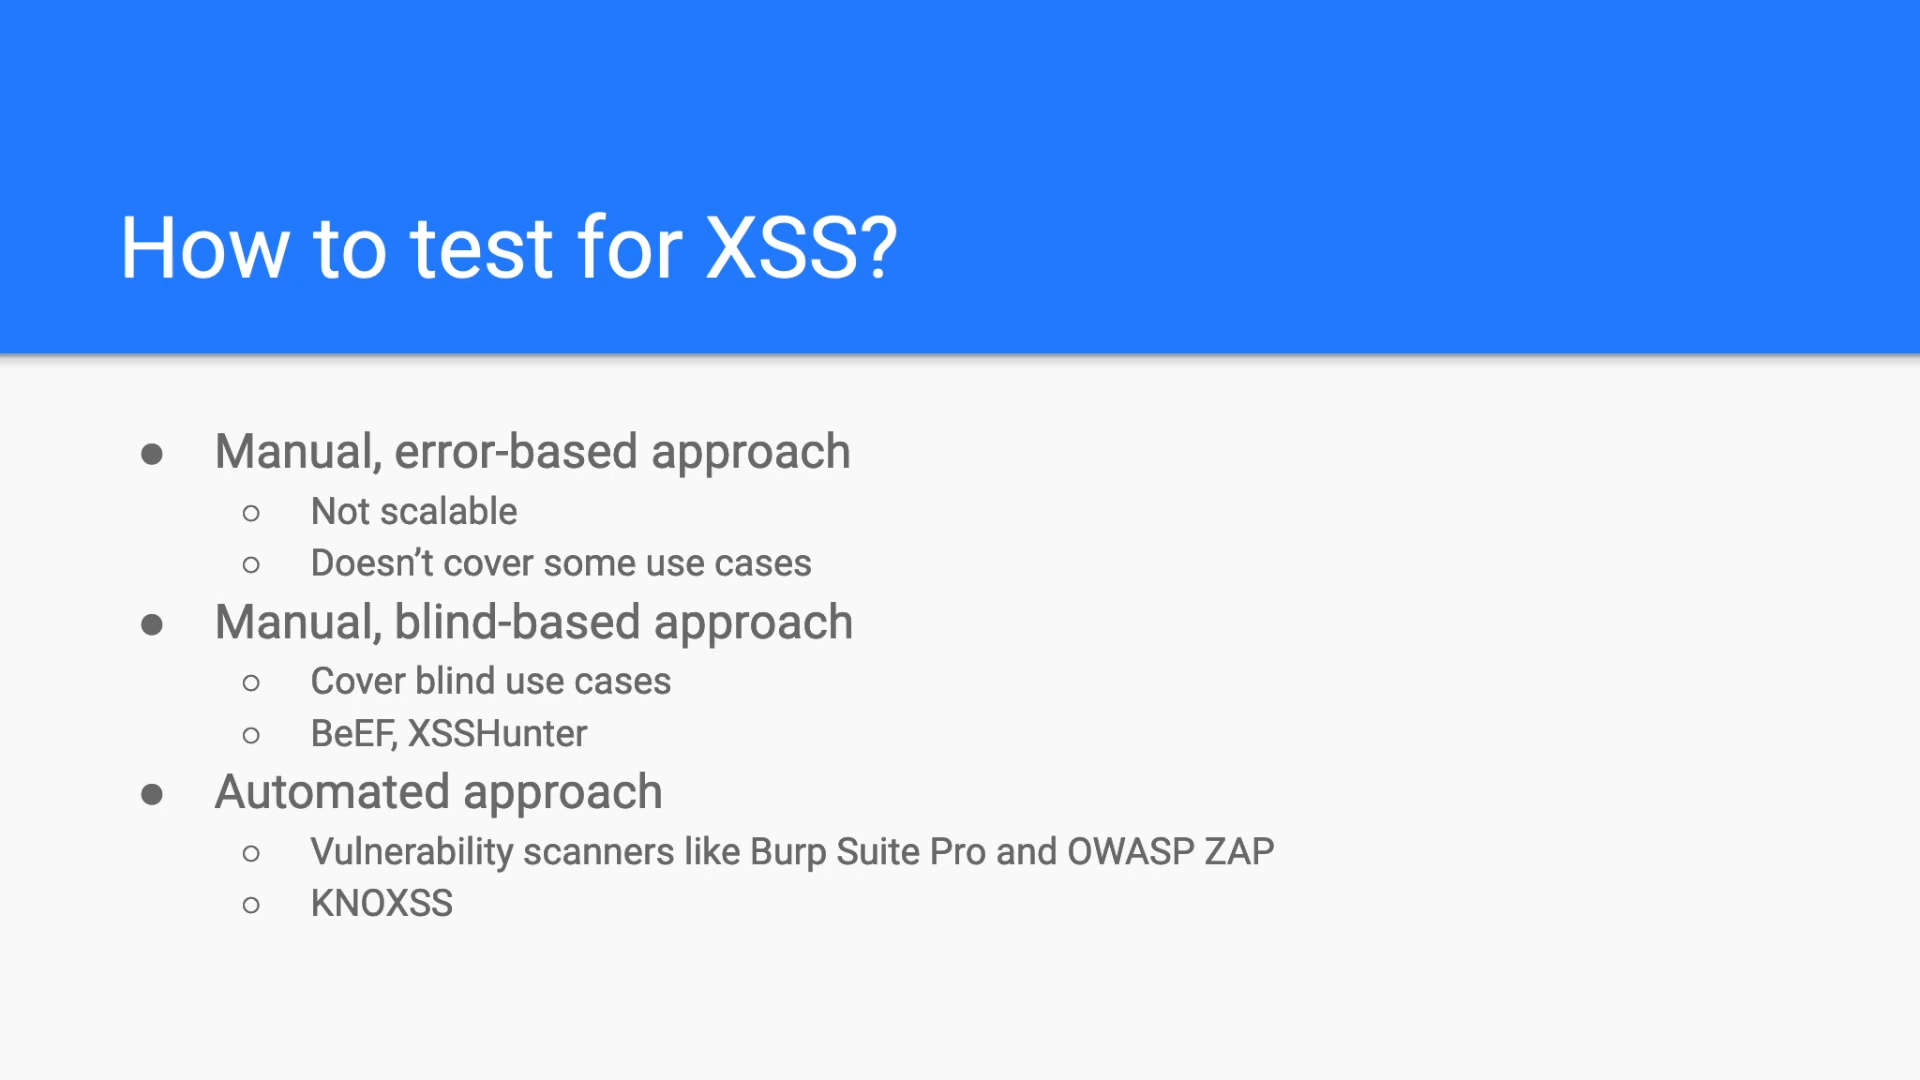 How to test for XSS?
● Manual, error-based approach
○ Not scalable
○ Doesn’t cover some use cases
● Manual, blind-based approach
○ Cover blind use cases
○ BeEF, XSSHunter
● Automated approach
○ Vulnerability scanners like Burp Suite Pro and OWASP ZAP
○ KNOXSS